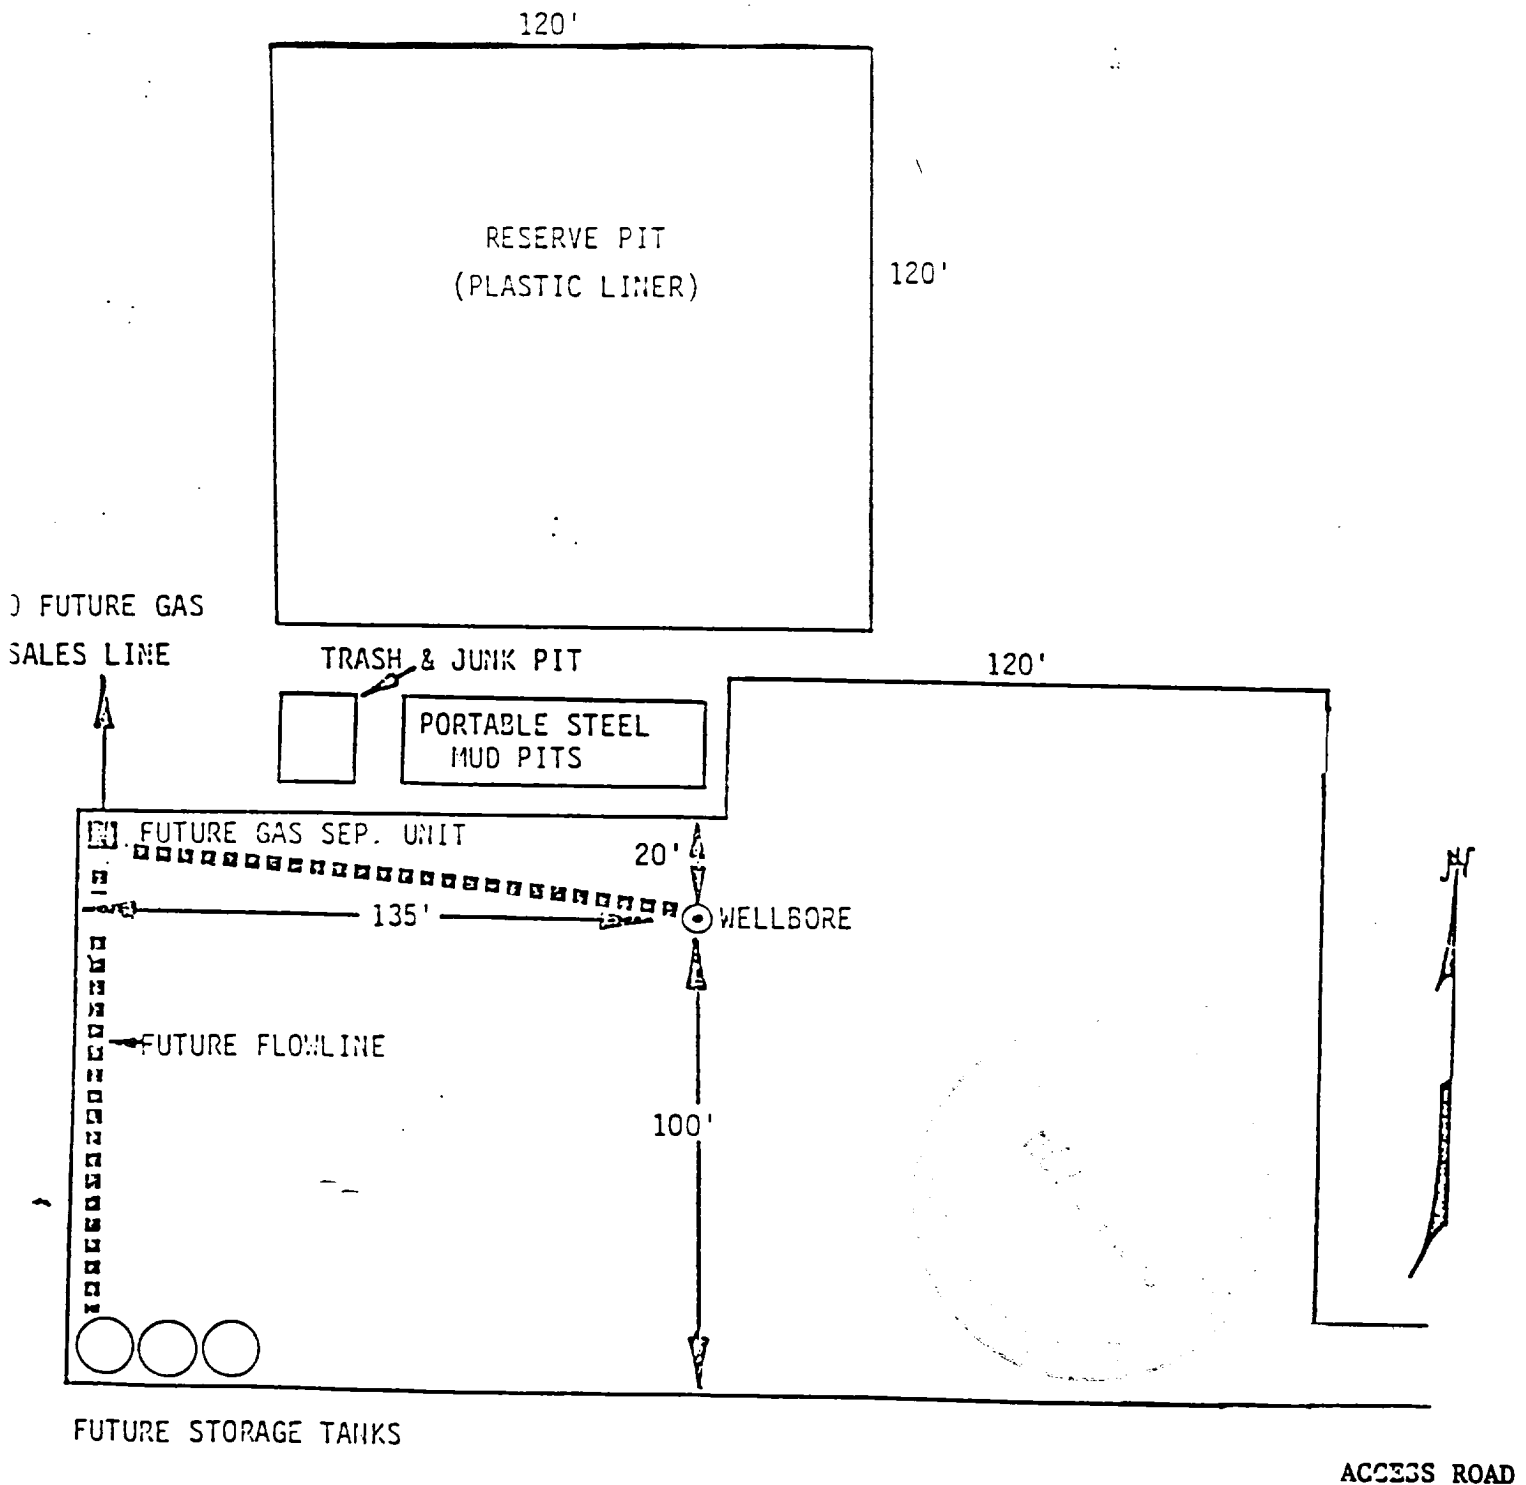 120'
RESERVE PIT
(PLASTIC LINER)
120'
FUTURE GAS
SALES LINE
TRASH & JUNK PIT
120'
PORTABLE STEEL
MUD PITS
FUTURE GAS SEP. UNIT
20'
N
135'
WELLBORE
FUTURE FLOWLINE
100'
FUTURE STORAGE TANKS
ACCESS ROAD